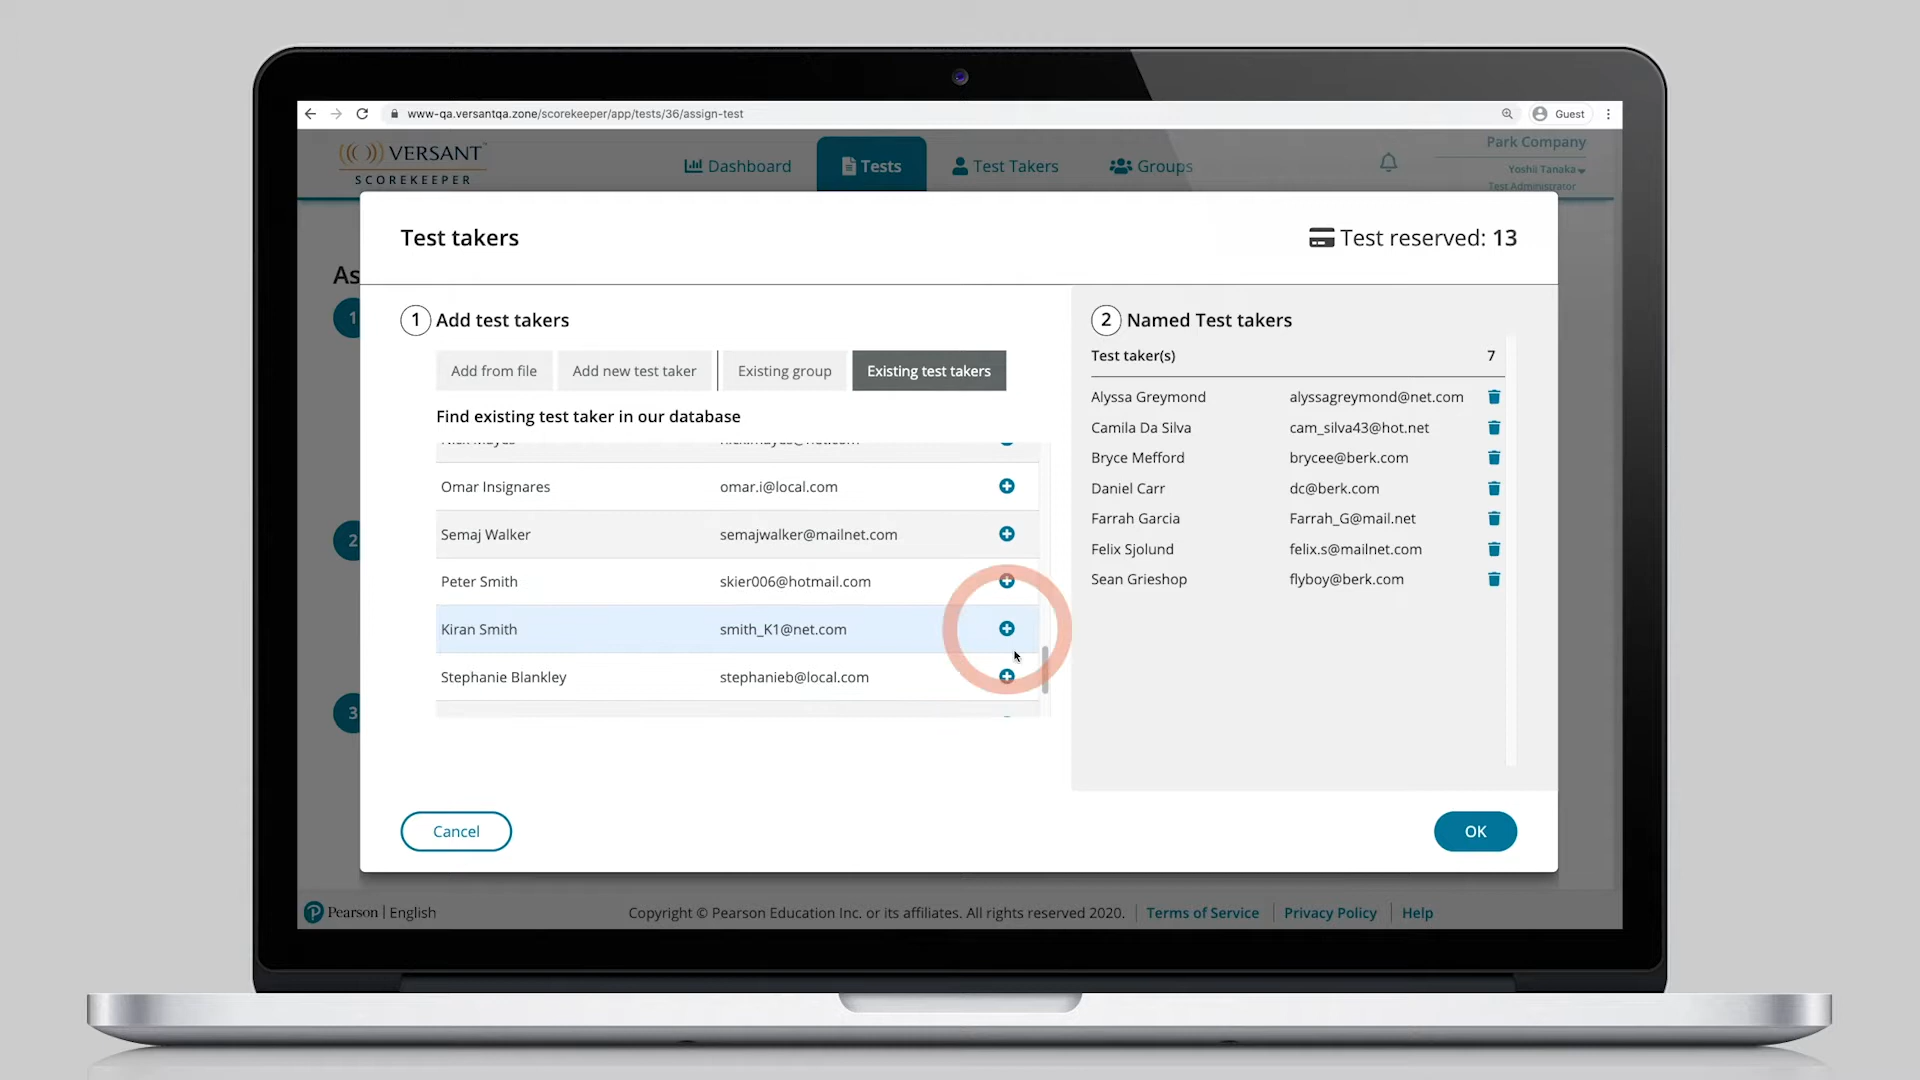 www-qa.versantqa.zone/scorekeeper/app/tests/36/assign-test
Guest
VERSANT
SCOREKEEPER
Dashboard
Tests
Test Takers
Groups
Park Company
Yoshii Tanaka
Test Administrator
Test takers
Test reserved: 13
As
1
2
3
1 Add test takers
Add from file
Add new test taker
Existing group
Existing test takers
Find existing test taker in our database
Omar Insignares omar.i@local.com
Semaj Walker semajwalker@mailnet.com
Peter Smith skier006@hotmail.com
Kiran Smith smith_K1@net.com
Stephanie Blankley stephanieb@local.com
2 Named Test takers
Test taker(s) 7
Alyssa Greymond alyssagreymond@net.com
Camila Da Silva cam_silva43@hot.net
Bryce Mefford brycee@berk.com
Daniel Carr dc@berk.com
Farrah Garcia Farrah_G@mail.net
Felix Sjolund felix.s@mailnet.com
Sean Grieshop flyboy@berk.com
Cancel
OK
P Pearson | English
Copyright © Pearson Education Inc. or its affiliates. All rights reserved 2020.
Terms of Service
Privacy Policy
Help